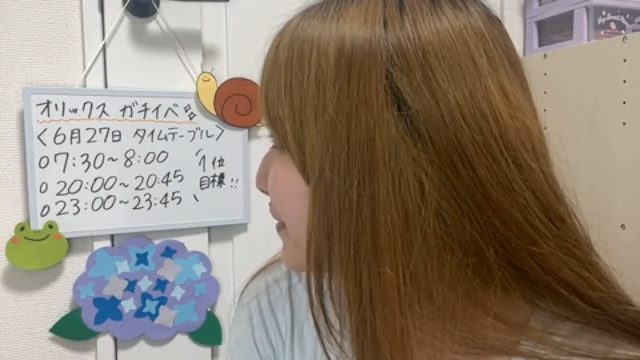 オリックス ガチイベ
〈6月27日 タイムテーブル〉
07:30~8:00
20:00~20:45
23:00~23:45
1位
目標!!